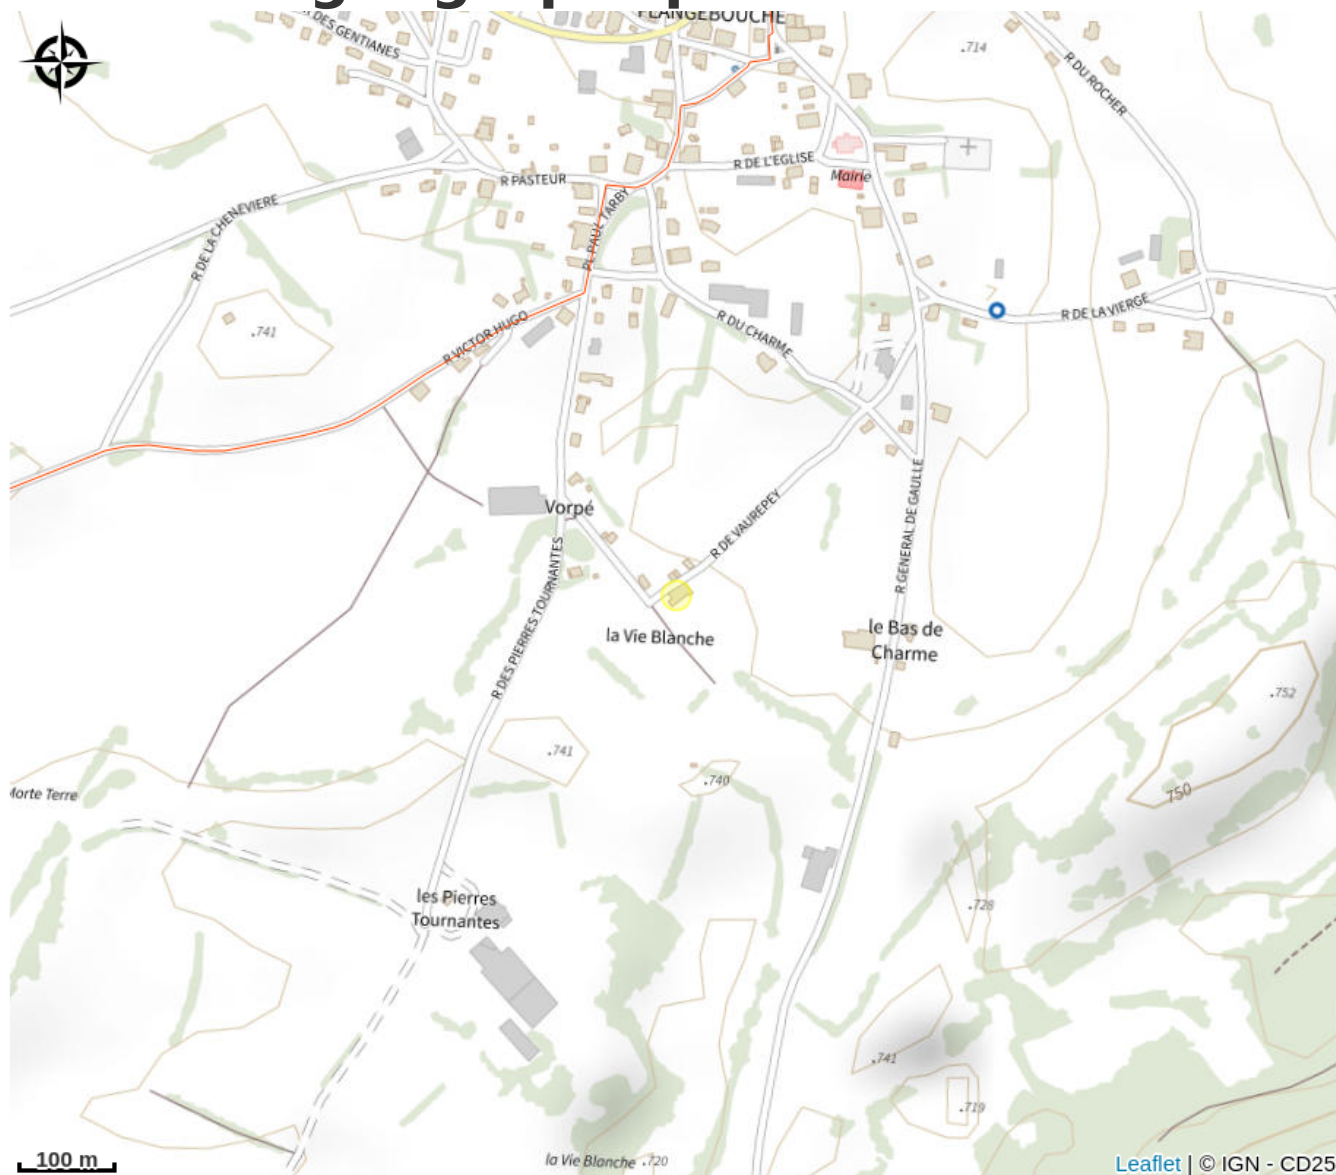 FLANGEBOUCHE
DES GENTIANES
714
R DU ROCHER
R DE L'EGLISE
Mairie
R PASTEUR
PL PAUL TARBY
R DE LA CHENEVIERE
741
R VICTOR HUGO
R DU CHARME
R DE LA VIERGE
Vorpé
R DE VAUREPEY
R GENERAL DE GAULLE
R DES PIERRES TOURNANTES
la Vie Blanche
le Bas de
Charme
752
741
740
750
Morte Terre
les Pierres
Tournantes
728
741
719
la Vie Blanche
720
100 m
Leaflet | © IGN - CD25